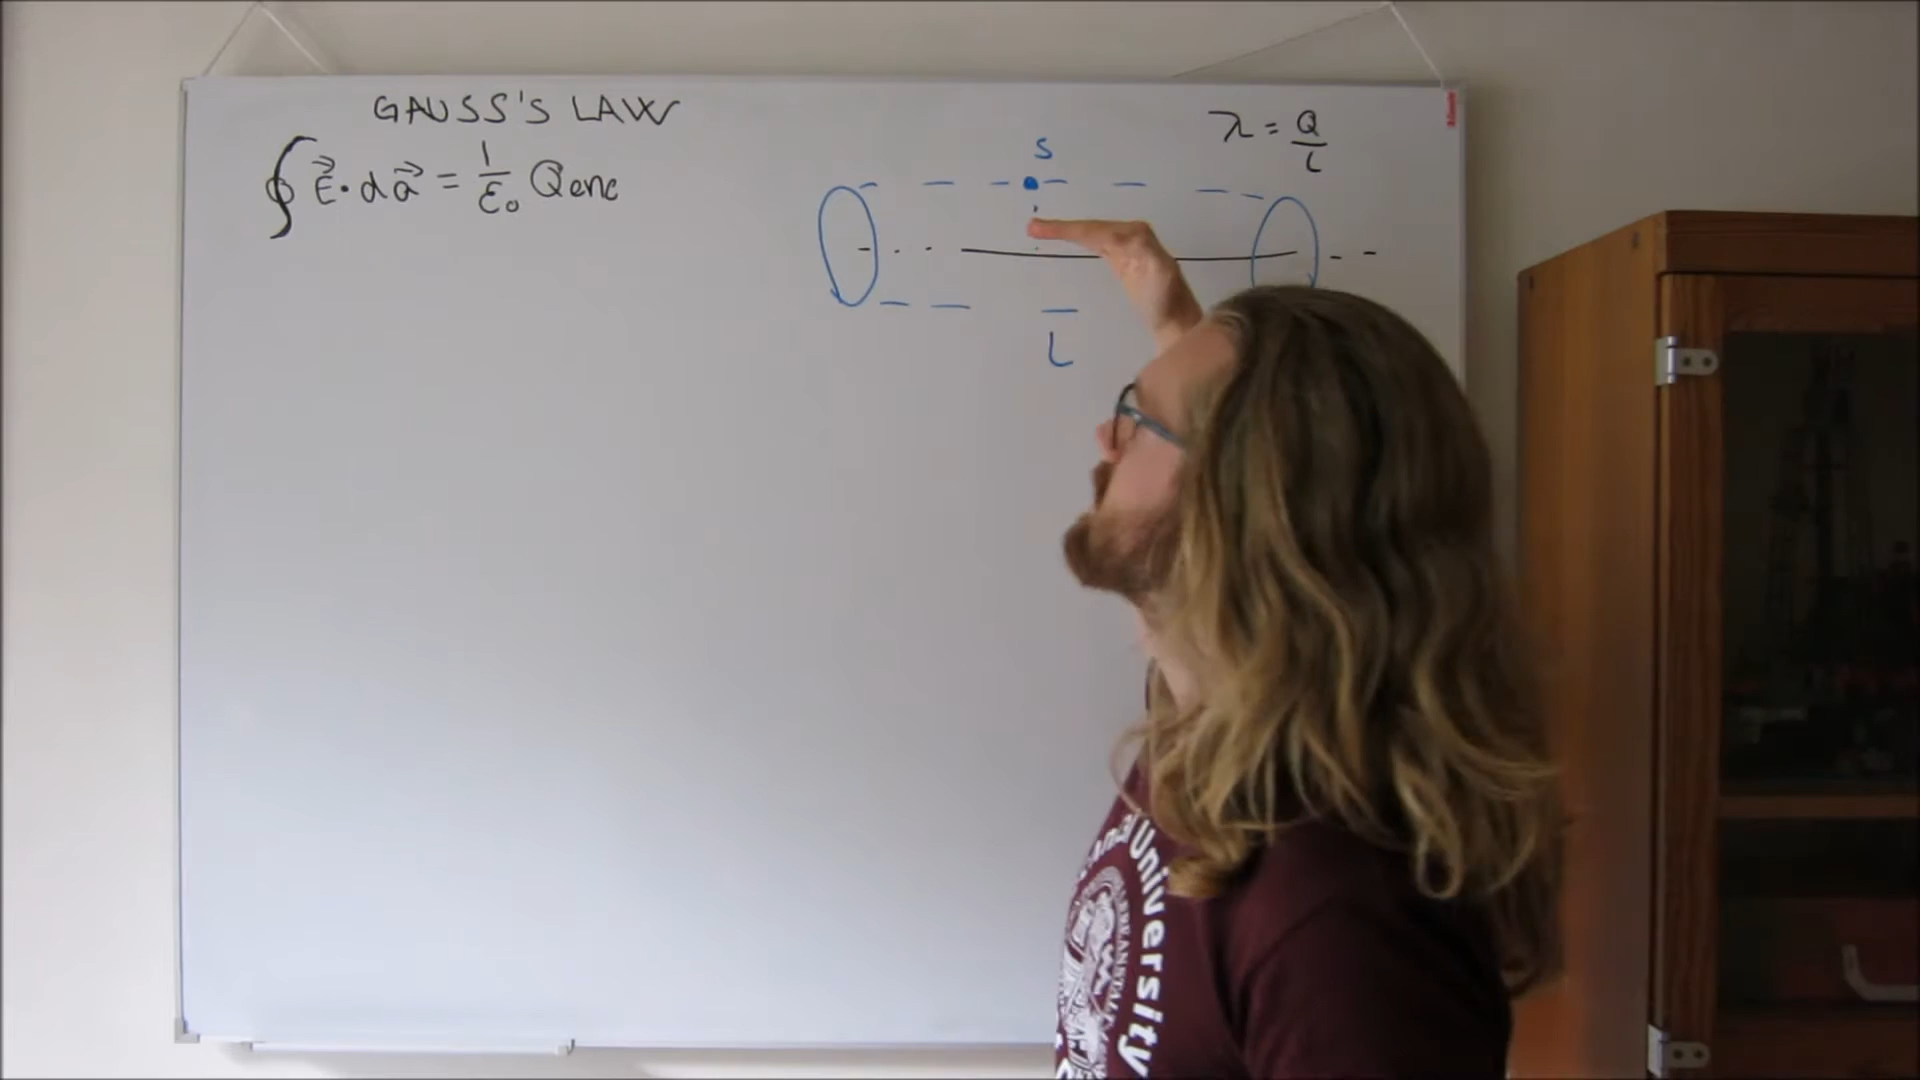 GAUSS'S LAW
∮ E⃗ · da⃗ = 1/ε₀ Qenc
λ = Q/L
s
L
University